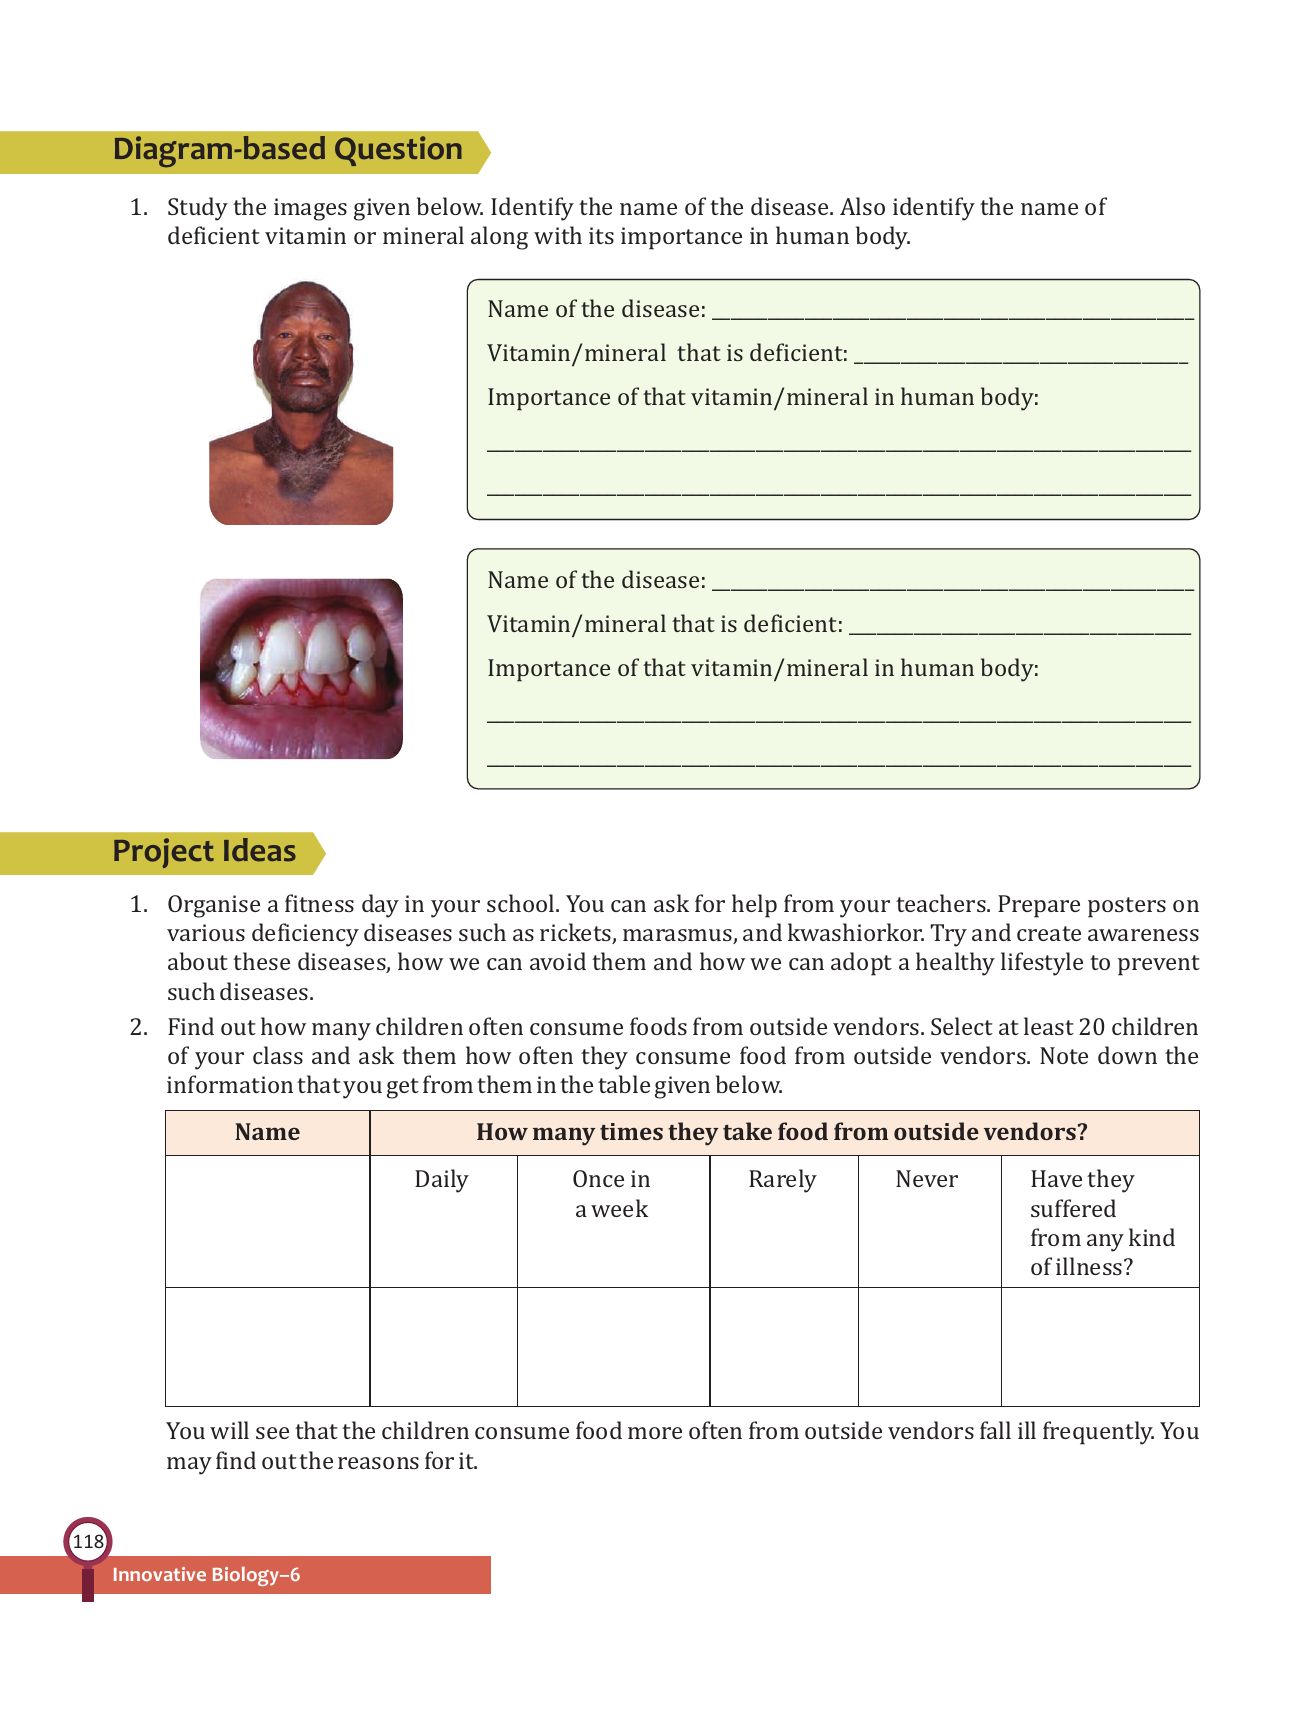 Diagram-based Question
1. Study the images given below. Identify the name of the disease. Also identify the name of
deficient vitamin or mineral along with its importance in human body.
Name of the disease: ________________________________________
Vitamin/mineral that is deficient: ____________________________
Importance of that vitamin/mineral in human body:
____________________________________________________________
____________________________________________________________
Name of the disease: ________________________________________
Vitamin/mineral that is deficient: ____________________________
Importance of that vitamin/mineral in human body:
____________________________________________________________
____________________________________________________________
Project Ideas
1. Organise a fitness day in your school. You can ask for help from your teachers. Prepare posters on
various deficiency diseases such as rickets, marasmus, and kwashiorkor. Try and create awareness
about these diseases, how we can avoid them and how we can adopt a healthy lifestyle to prevent
such diseases.
2. Find out how many children often consume foods from outside vendors. Select at least 20 children
of your class and ask them how often they consume food from outside vendors. Note down the
information that you get from them in the table given below.
Name How many times they take food from outside vendors?
Daily Once in Rarely Never Have they
a week suffered
from any kind
of illness?
You will see that the children consume food more often from outside vendors fall ill frequently. You
may find out the reasons for it.
118
Innovative Biology–6